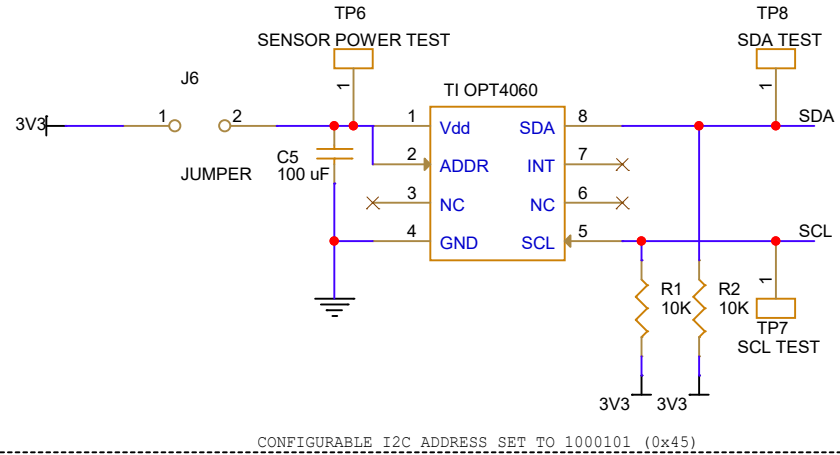 TP6
SENSOR POWER TEST
1
TP8
SDA TEST
1
J6
3V3
1
2
JUMPER
C5
100 uF
TI OPT4060
1
Vdd
2
ADDR
3
NC
4
GND
SDA
8
INT
7
NC
6
SCL
5
SDA
SCL
R1
10K
R2
10K
1
TP7
SCL TEST
3V3
3V3
CONFIGURABLE I2C ADDRESS SET TO 1000101 (0x45)